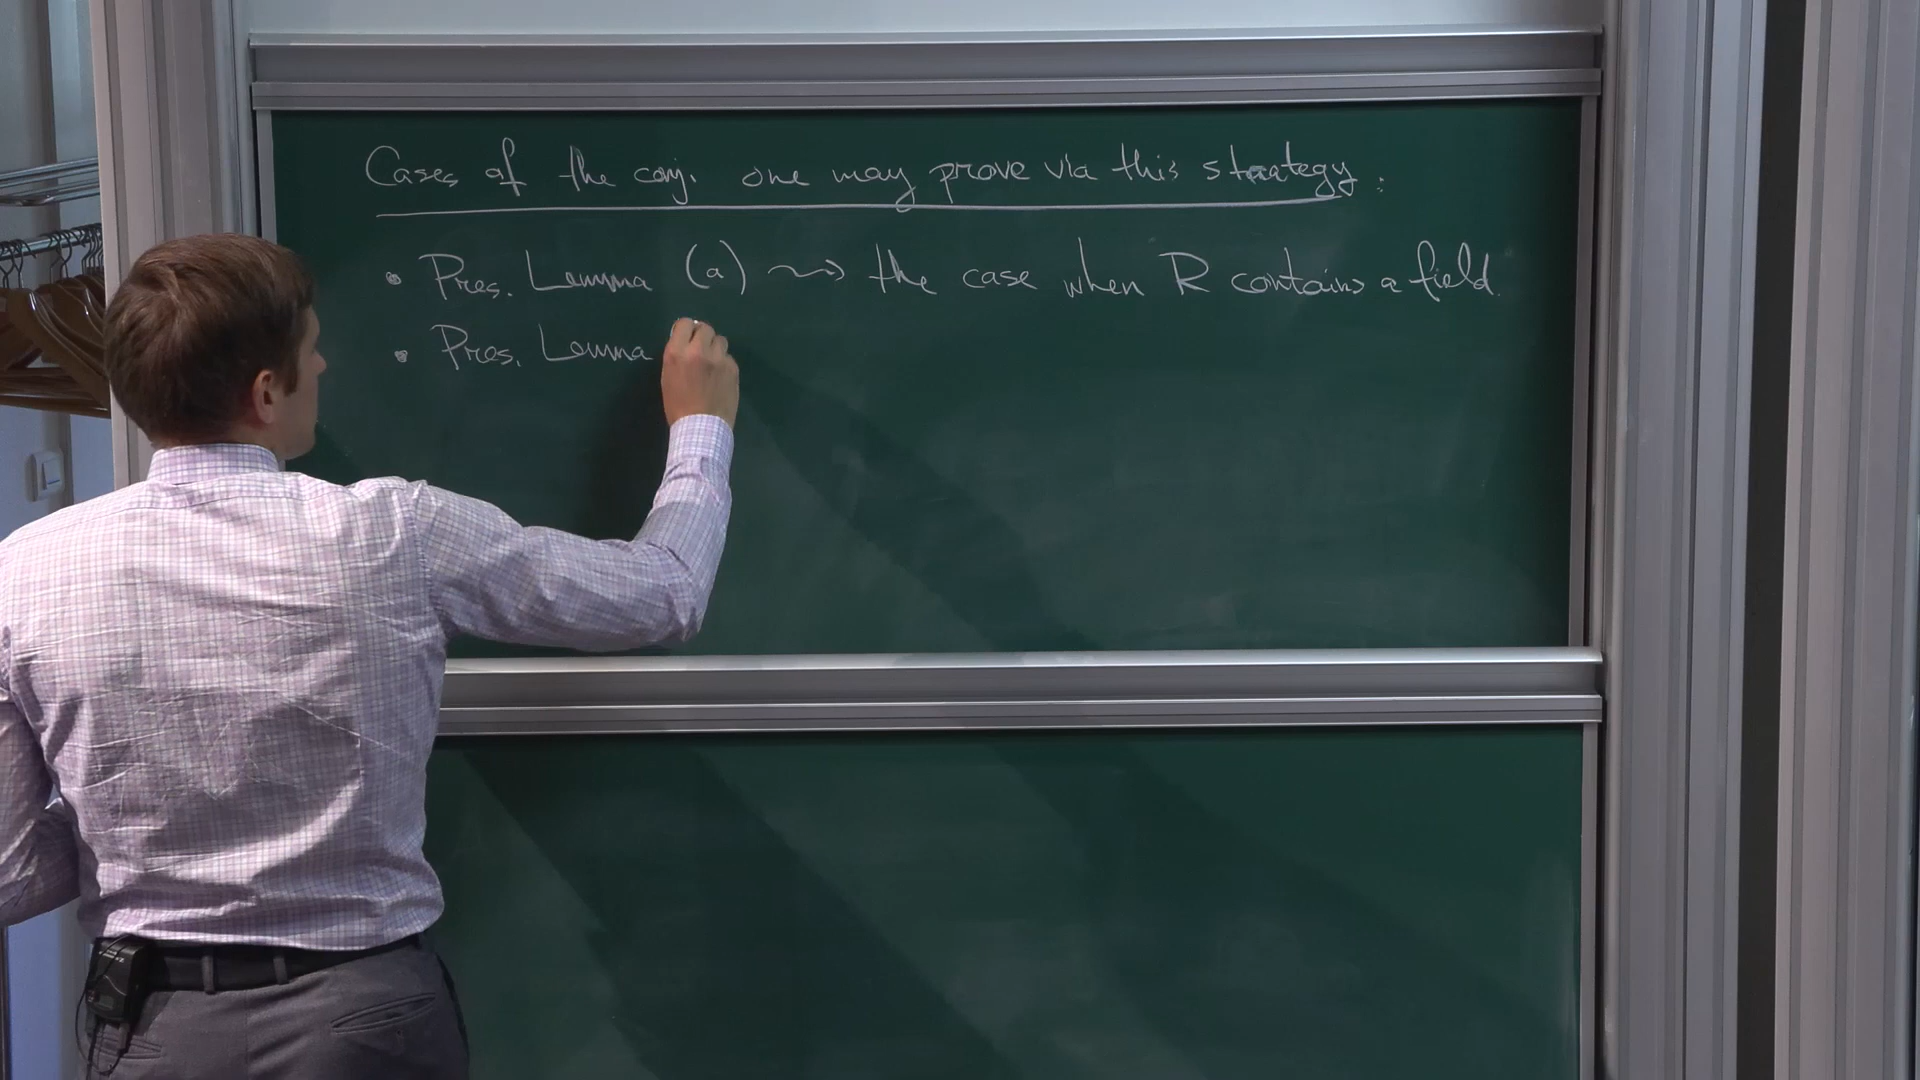 Cases of the conj. one may prove via this strategy:
• Pres. Lemma (a) ⇝ the case when R contains a field.
• Pres. Lemma